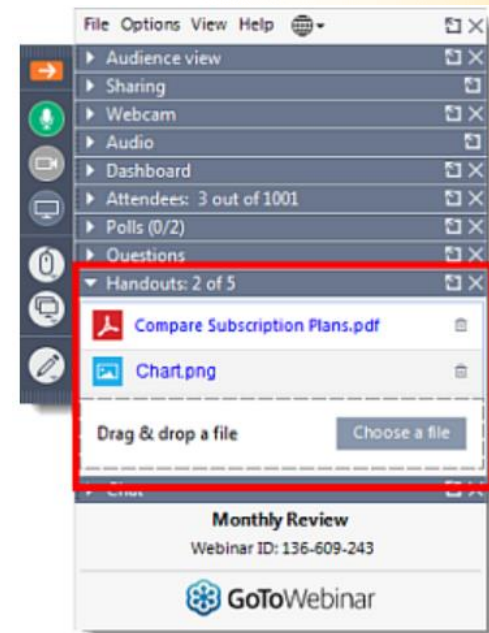 File Options View Help
Audience view
Sharing
Webcam
Audio
Dashboard
Attendees: 3 out of 1001
Polls (0/2)
Questions
Handouts: 2 of 5
Compare Subscription Plans.pdf
Chart.png
Drag & drop a file Choose a file
Chat
Monthly Review
Webinar ID: 136-609-243
GoToWebinar